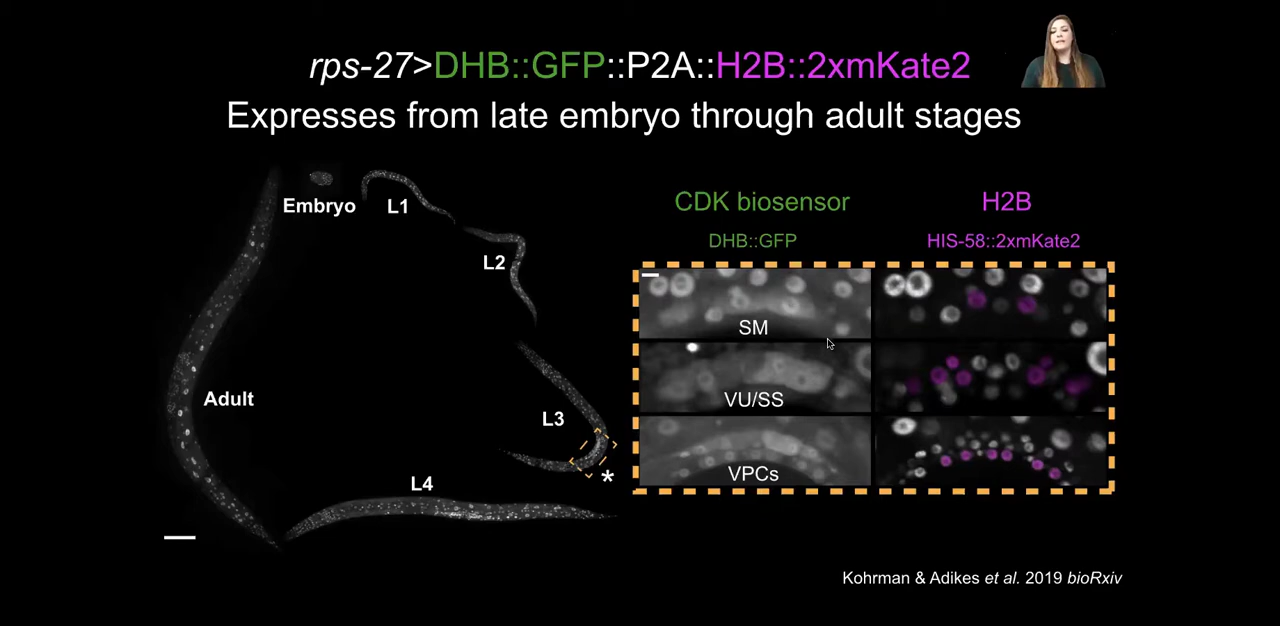 rps-27>DHB::GFP::P2A::H2B::2xmKate2
Expresses from late embryo through adult stages
Embryo
L1
L2
Adult
L3
*
L4
CDK biosensor
H2B
DHB::GFP
HIS-58::2xmKate2
SM
VU/SS
VPCs
Kohrman & Adikes et al. 2019 bioRxiv